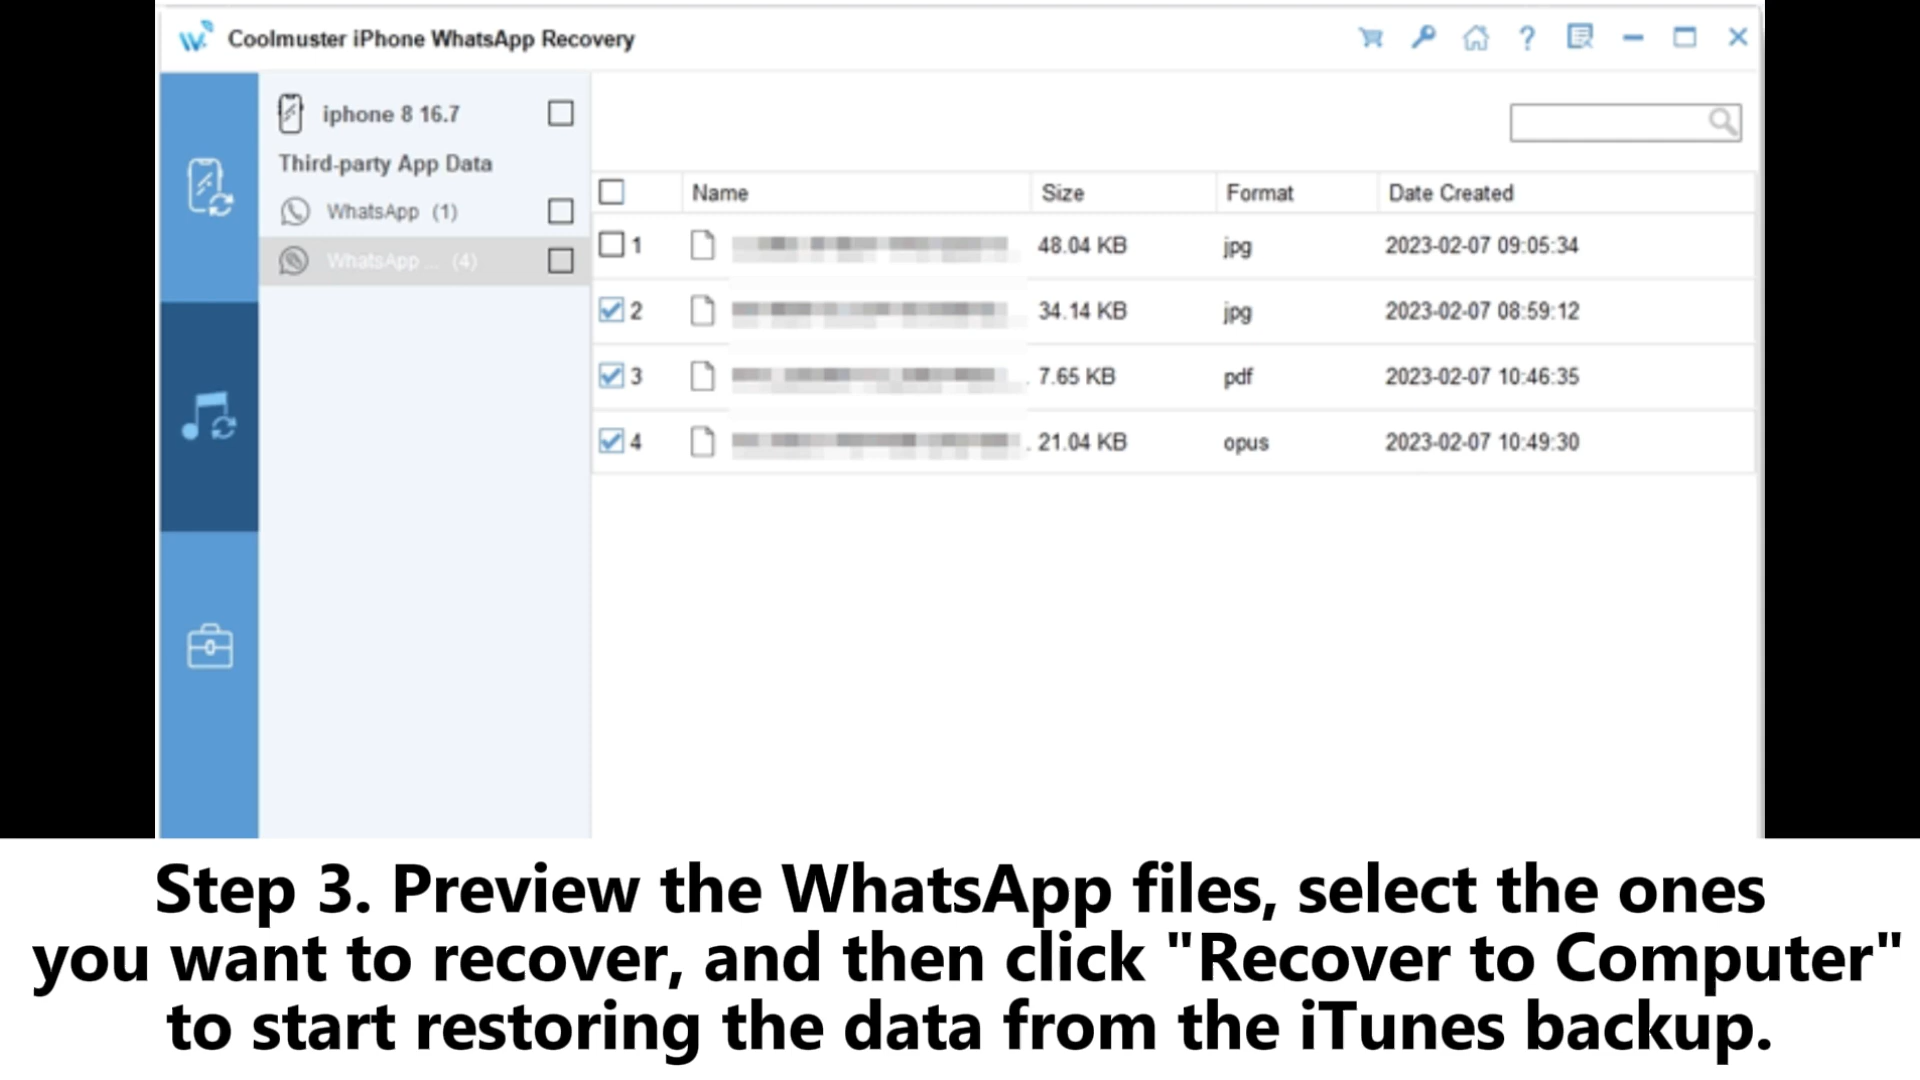 Coolmuster iPhone WhatsApp Recovery
iphone 8 16.7
Third-party App Data
WhatsApp (1)
WhatsApp ... (4)
Name Size Format Date Created
1 48.04 KB jpg 2023-02-07 09:05:34
2 34.14 KB jpg 2023-02-07 08:59:12
3 7.65 KB pdf 2023-02-07 10:46:35
4 21.04 KB opus 2023-02-07 10:49:30
Step 3. Preview the WhatsApp files, select the ones
you want to recover, and then click "Recover to Computer"
to start restoring the data from the iTunes backup.